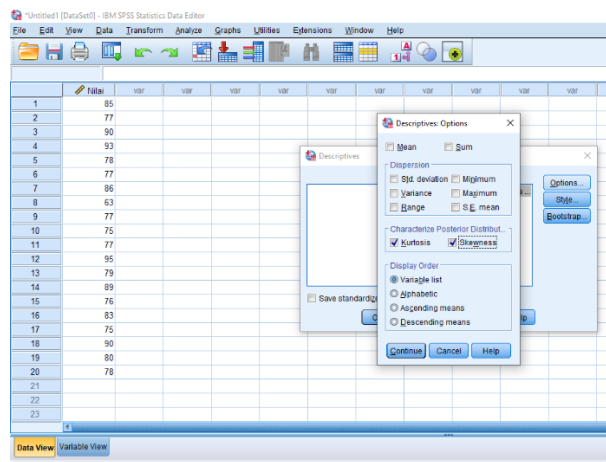 *Untitled1 [DataSet0] - IBM SPSS Statistics Data Editor
File Edit View Data Transform Analyze Graphs Utilities Extensions Window Help
Nilai var var var var var var var var var
1 85
2 77
3 90
4 93
5 78
6 77
7 86
8 63
9 77
10 75
11 77
12 95
13 79
14 89
15 76
16 83
17 75
18 90
19 80
20 78
21
22
23
Descriptives
Options...
Style...
Bootstrap...
Save
Descriptives: Options
Mean Sum
Dispersion
Std. deviation Minimum
Variance Maximum
Range S.E. mean
Characterize Posterior
Kurtosis Skewness
Display Order
Variable list
Alphabetic
Ascending means
Descending means
Continue Cancel Help
Data View Variable View